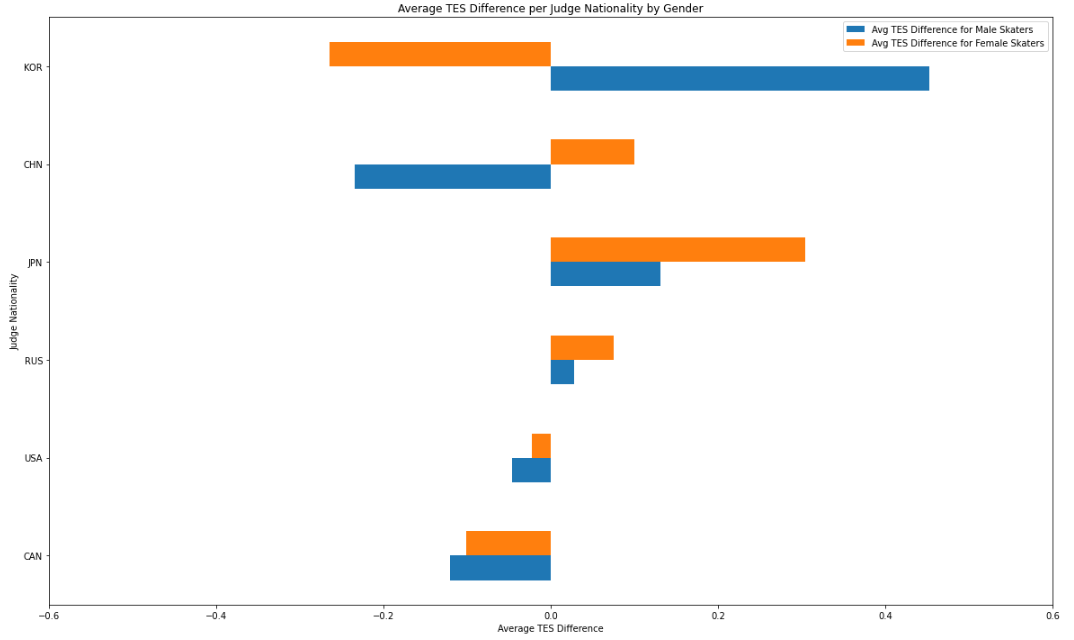 Average TES Difference per Judge Nationality by Gender
Avg TES Difference for Male Skaters
Avg TES Difference for Female Skaters
KOR
CHN
JPN
RUS
USA
CAN
Judge Nationality
−0.6 −0.4 −0.2 0.0 0.2 0.4 0.6
Average TES Difference